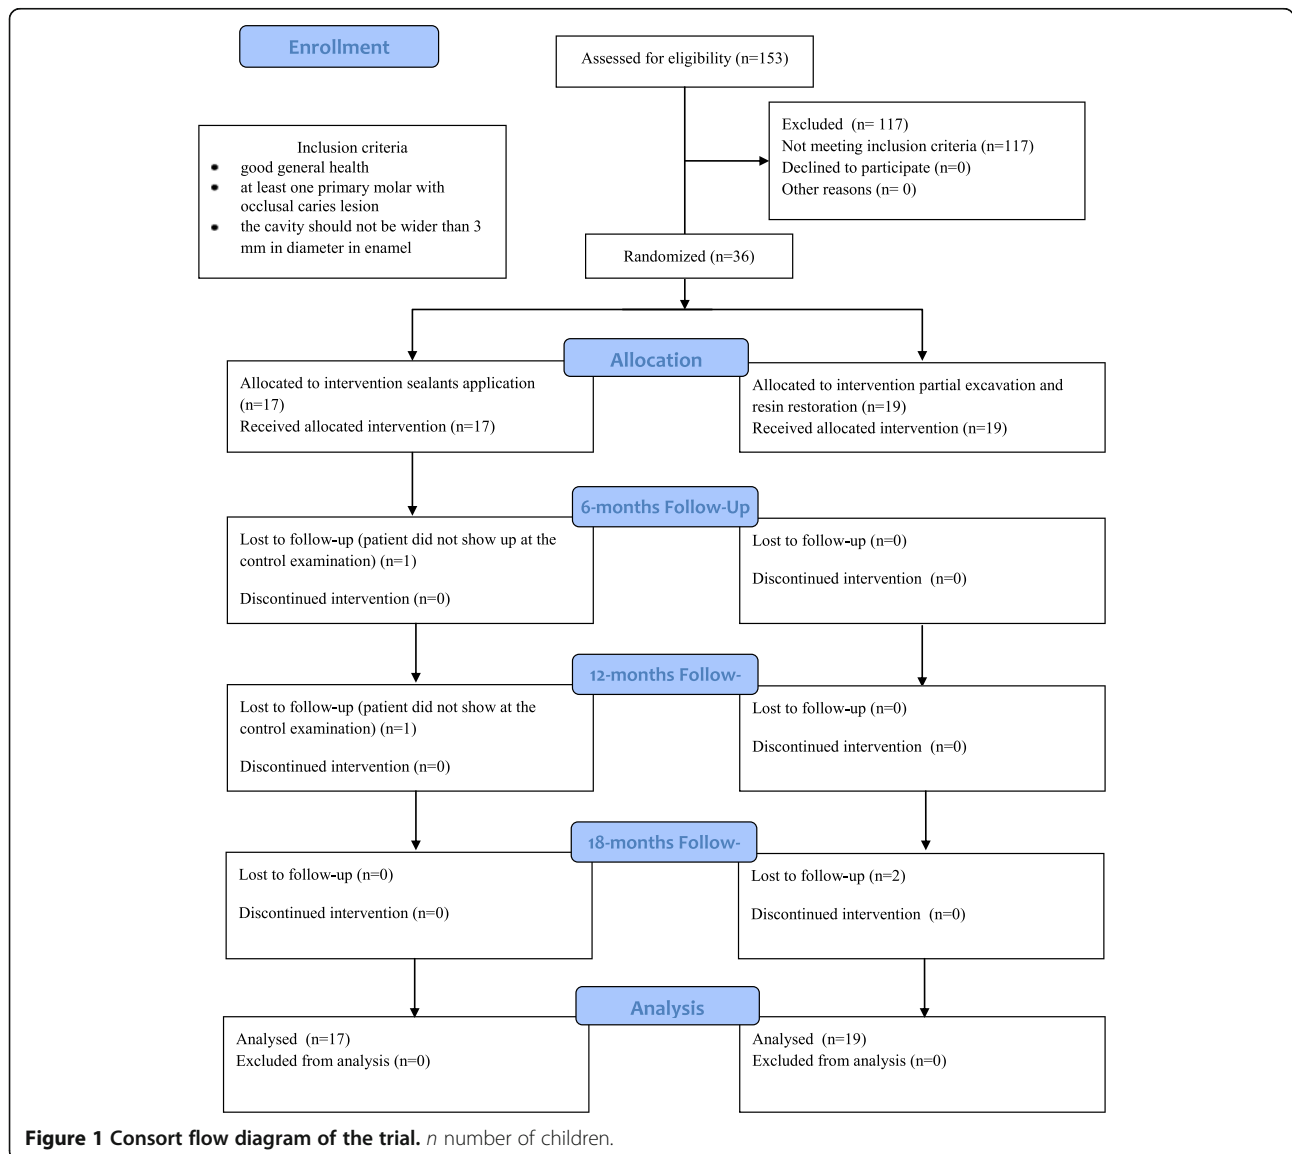 Enrollment
Assessed for eligibility (n=153)
Excluded (n= 117)
Not meeting inclusion criteria (n=117)
Declined to participate (n=0)
Other reasons (n= 0)
Inclusion criteria
• good general health
• at least one primary molar with
occlusal caries lesion
• the cavity should not be wider than 3
mm in diameter in enamel
Randomized (n=36)
Allocation
Allocated to intervention sealants application
(n=17)
Received allocated intervention (n=17)
Allocated to intervention partial excavation and
resin restoration (n=19)
Received allocated intervention (n=19)
6-months Follow-Up
Lost to follow-up (patient did not show up at the
control examination) (n=1)
Discontinued intervention (n=0)
Lost to follow-up (n=0)
Discontinued intervention (n=0)
12-months Follow-
Lost to follow-up (patient did not show at the
control examination) (n=1)
Discontinued intervention (n=0)
Lost to follow-up (n=0)
Discontinued intervention (n=0)
18-months Follow-
Lost to follow-up (n=0)
Discontinued intervention (n=0)
Lost to follow-up (n=2)
Discontinued intervention (n=0)
Analysis
Analysed (n=17)
Excluded from analysis (n=0)
Analysed (n=19)
Excluded from analysis (n=0)
Figure 1 Consort flow diagram of the trial. n number of children.